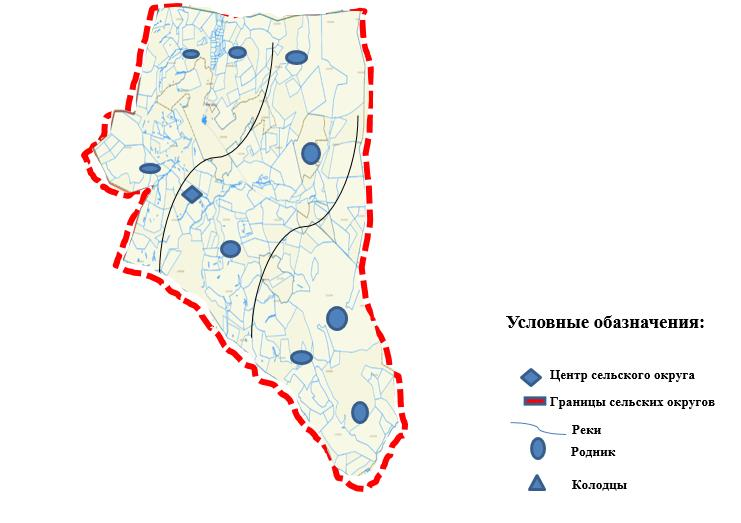 Условные обазначения:
Центр сельского округа
Границы сельских округов
Реки
Родник
Колодцы